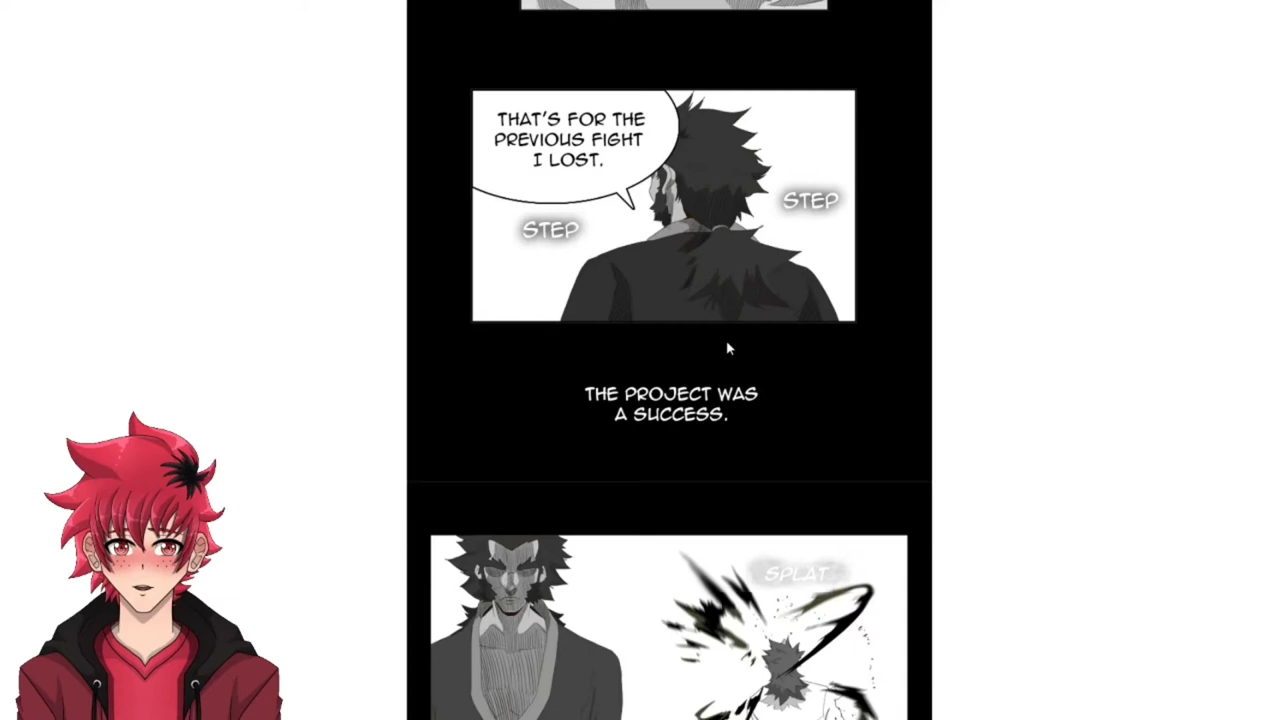 THAT'S FOR THE
PREVIOUS FIGHT
I LOST.
STEP
STEP
THE PROJECT WAS
A SUCCESS.
SPLAT